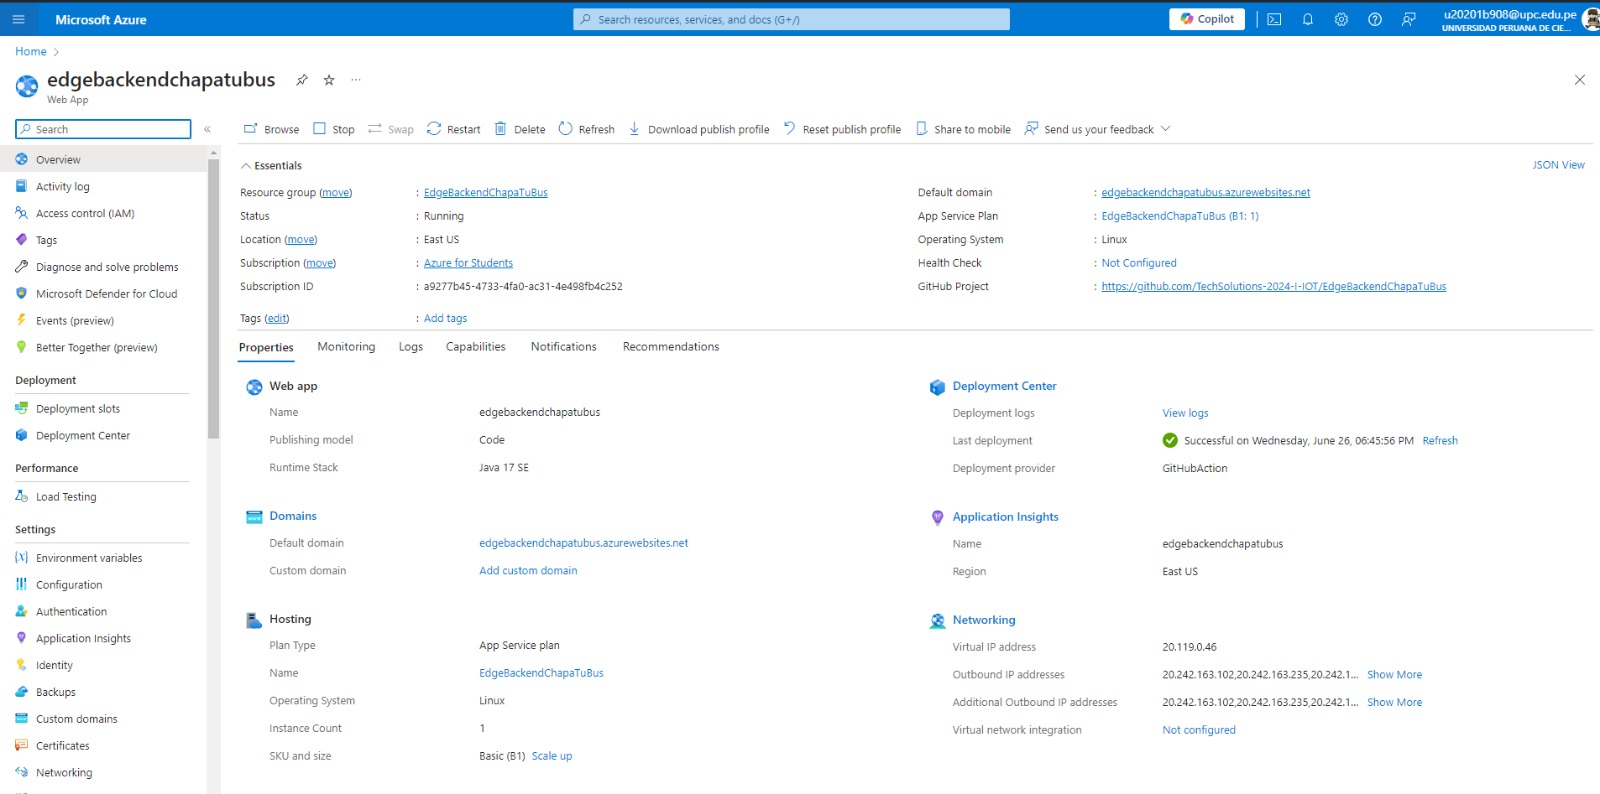 Microsoft Azure
Search resources, services, and docs (G+/)
Copilot
u20201b908@upc.edu.pe
UNIVERSIDAD PERUANA DE CIE...
Home
edgebackendchapatubus
Web App
Search
Browse Stop Swap Restart Delete Refresh Download publish profile Reset publish profile Share to mobile Send us your feedback
Overview
Activity log
Access control (IAM)
Tags
Diagnose and solve problems
Microsoft Defender for Cloud
Events (preview)
Better Together (preview)
Deployment
Deployment slots
Deployment Center
Performance
Load Testing
Settings
Environment variables
Configuration
Authentication
Application Insights
Identity
Backups
Custom domains
Certificates
Networking
Essentials
JSON View
Resource group (move) : EdgeBackendChapaTuBus
Status : Running
Location (move) : East US
Subscription (move) : Azure for Students
Subscription ID : a9277b45-4733-4fa0-ac31-4e498fb4c252
Tags (edit) : Add tags
Default domain : edgebackendchapatubus.azurewebsites.net
App Service Plan : EdgeBackendChapaTuBus (B1: 1)
Operating System : Linux
Health Check : Not Configured
GitHub Project : https://github.com/TechSolutions-2024-I-IOT/EdgeBackendChapaTuBus
Properties Monitoring Logs Capabilities Notifications Recommendations
Web app
Name edgebackendchapatubus
Publishing model Code
Runtime Stack Java 17 SE
Domains
Default domain edgebackendchapatubus.azurewebsites.net
Custom domain Add custom domain
Hosting
Plan Type App Service plan
Name EdgeBackendChapaTuBus
Operating System Linux
Instance Count 1
SKU and size Basic (B1) Scale up
Deployment Center
Deployment logs View logs
Last deployment Successful on Wednesday, June 26, 06:45:56 PM Refresh
Deployment provider GitHubAction
Application Insights
Name edgebackendchapatubus
Region East US
Networking
Virtual IP address 20.119.0.46
Outbound IP addresses 20.242.163.102,20.242.163.235,20.242.1... Show More
Additional Outbound IP addresses 20.242.163.102,20.242.163.235,20.242.1... Show More
Virtual network integration Not configured